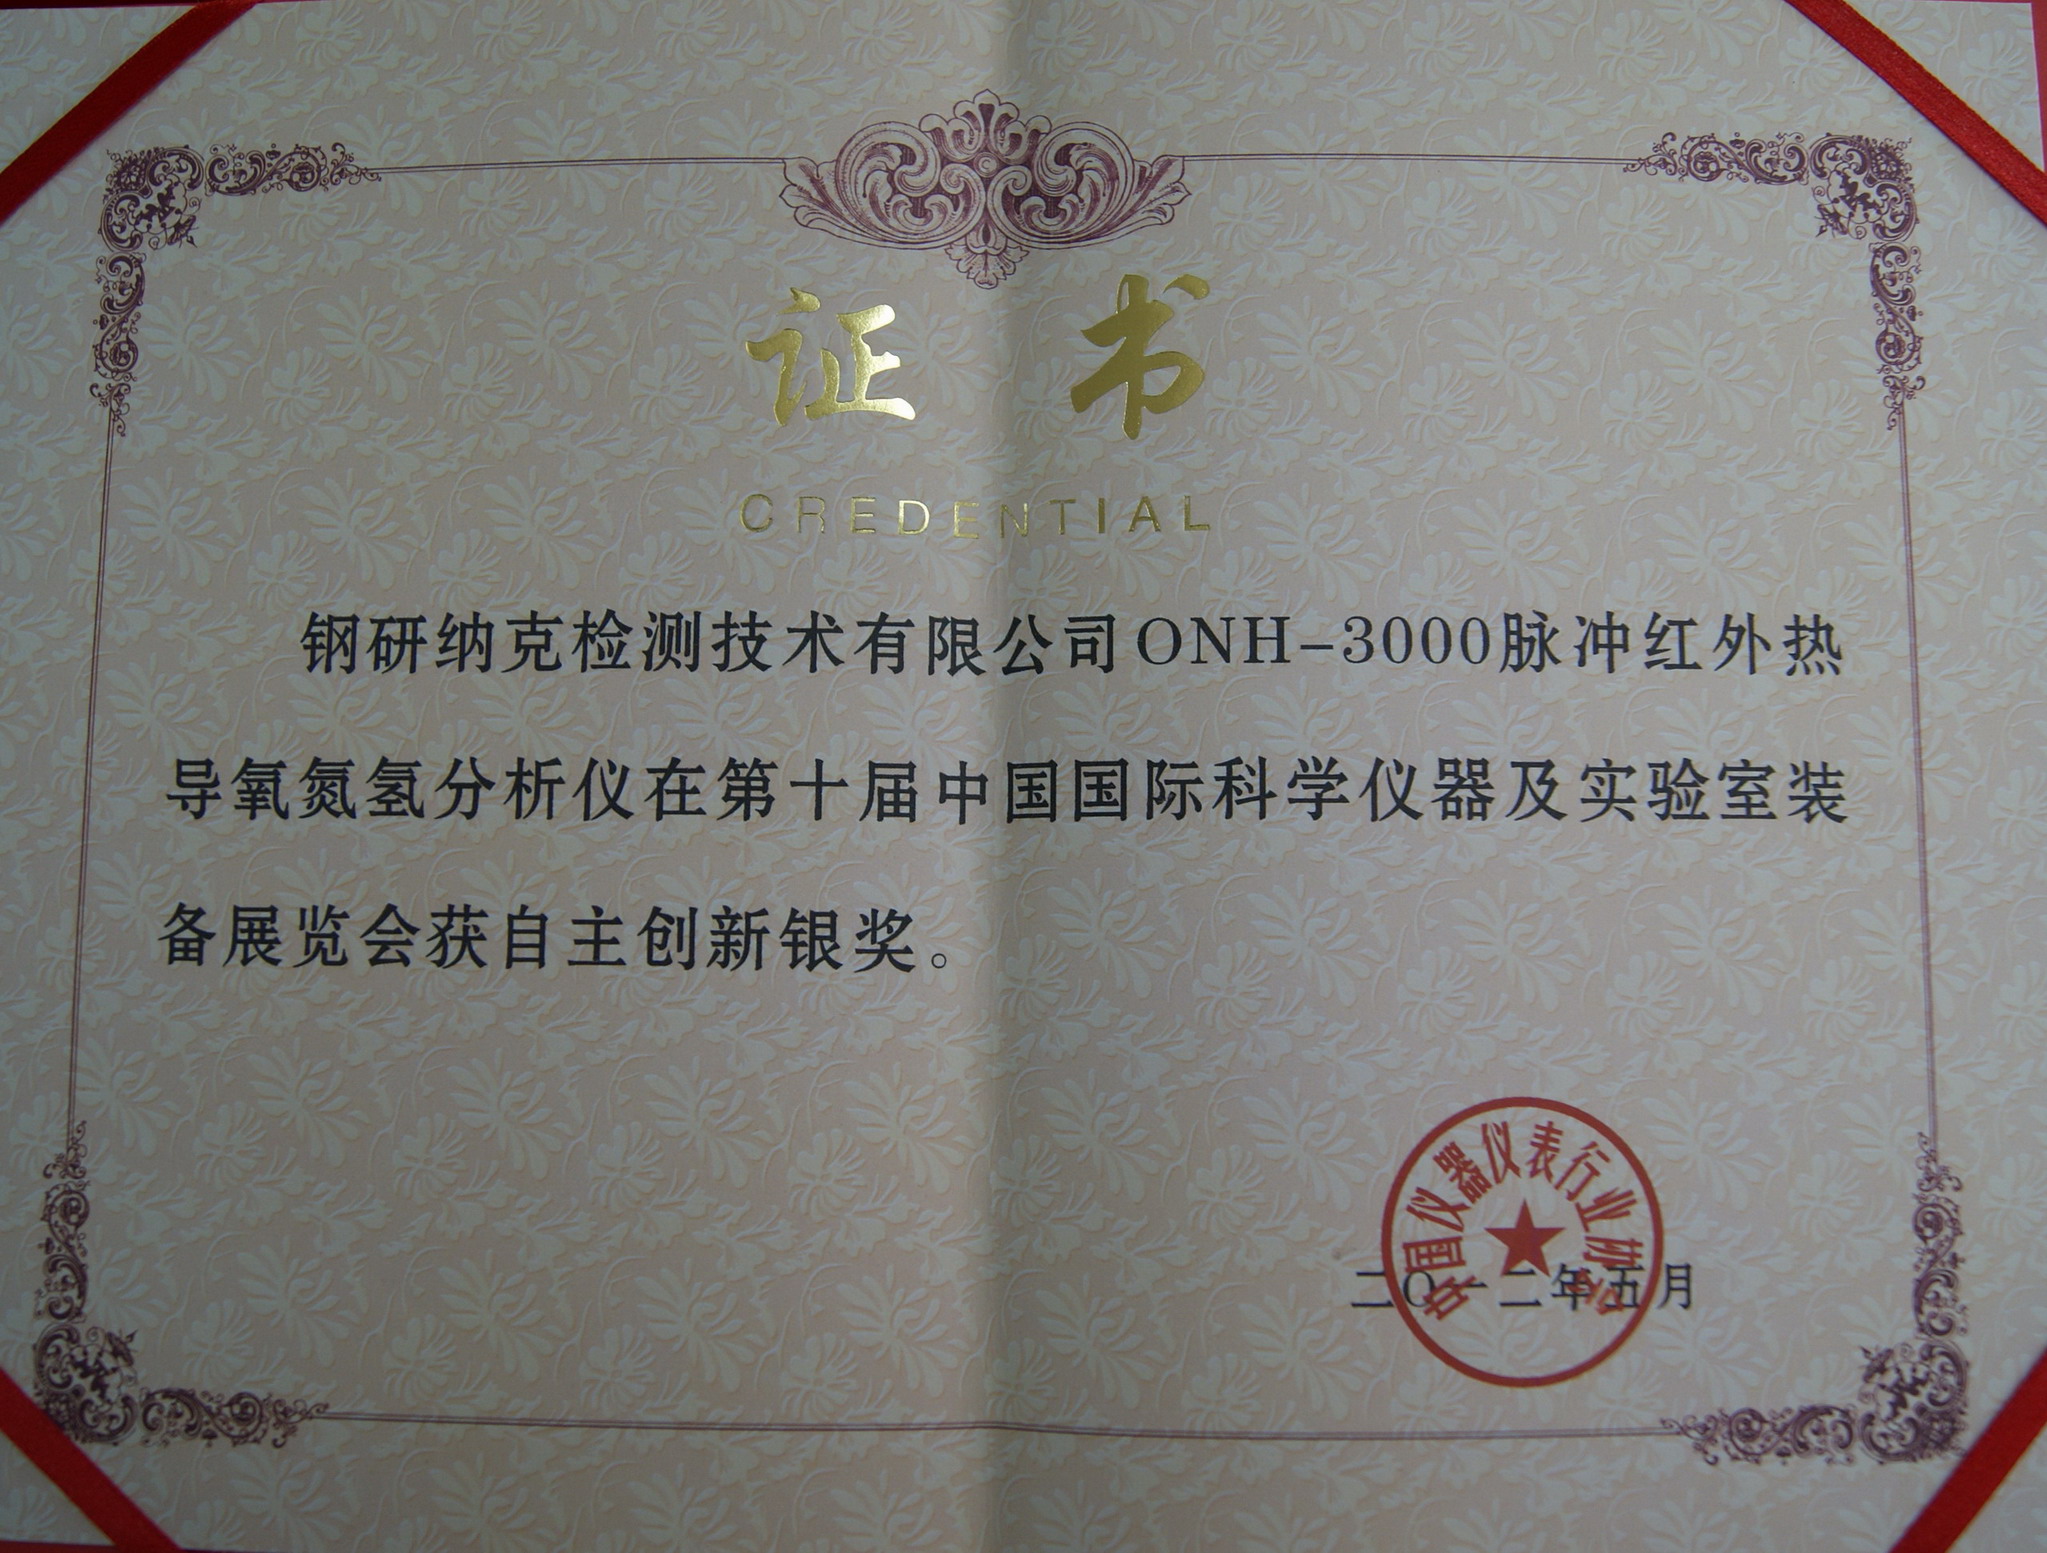 证书
CREDENTIAL
钢研纳克检测技术有限公司ONH-3000脉冲红外热
导氧氮氢分析仪在第十届中国国际科学仪器及实验室装
备展览会获自主创新银奖。
中国仪器仪表行业协会
二〇一二年五月